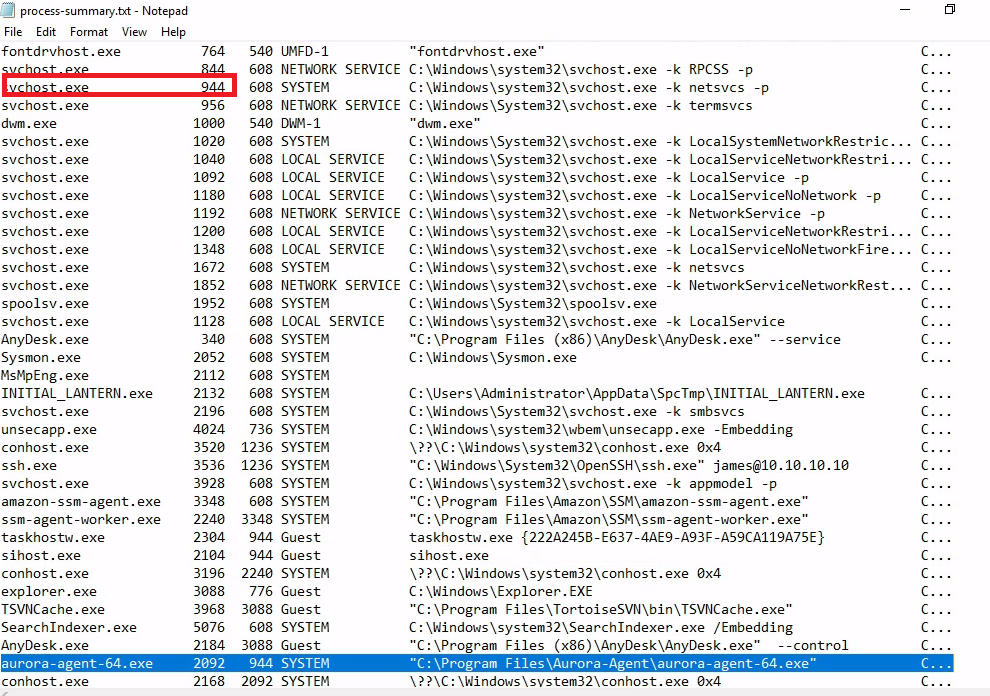 process-summary.txt - Notepad
File Edit Format View Help
fontdrvhost.exe 764 540 UMFD-1 "fontdrvhost.exe" C...
svchost.exe 844 608 NETWORK SERVICE C:\Windows\system32\svchost.exe -k RPCSS -p C...
svchost.exe 944 608 SYSTEM C:\Windows\system32\svchost.exe -k netsvcs -p C...
svchost.exe 956 608 NETWORK SERVICE C:\Windows\System32\svchost.exe -k termsvcs C...
dwm.exe 1000 540 DWM-1 "dwm.exe" C...
svchost.exe 1020 608 SYSTEM C:\Windows\System32\svchost.exe -k LocalSystemNetworkRestric... C...
svchost.exe 1040 608 LOCAL SERVICE C:\Windows\System32\svchost.exe -k LocalServiceNetworkRestri... C...
svchost.exe 1092 608 LOCAL SERVICE C:\Windows\system32\svchost.exe -k LocalService -p C...
svchost.exe 1180 608 LOCAL SERVICE C:\Windows\System32\svchost.exe -k LocalServiceNoNetwork -p C...
svchost.exe 1192 608 NETWORK SERVICE C:\Windows\System32\svchost.exe -k NetworkService -p C...
svchost.exe 1200 608 LOCAL SERVICE C:\Windows\system32\svchost.exe -k LocalServiceNetworkRestri... C...
svchost.exe 1348 608 LOCAL SERVICE C:\Windows\system32\svchost.exe -k LocalServiceNoNetworkFire... C...
svchost.exe 1672 608 SYSTEM C:\Windows\system32\svchost.exe -k netsvcs C...
svchost.exe 1852 608 NETWORK SERVICE C:\Windows\system32\svchost.exe -k NetworkServiceNetworkRest... C...
spoolsv.exe 1952 608 SYSTEM C:\Windows\System32\spoolsv.exe C...
svchost.exe 1128 608 LOCAL SERVICE C:\Windows\system32\svchost.exe -k LocalService C...
AnyDesk.exe 340 608 SYSTEM "C:\Program Files (x86)\AnyDesk\AnyDesk.exe" --service C...
Sysmon.exe 2052 608 SYSTEM C:\Windows\Sysmon.exe C...
MsMpEng.exe 2112 608 SYSTEM C...
INITIAL_LANTERN.exe 2132 608 SYSTEM C:\Users\Administrator\AppData\SpcTmp\INITIAL_LANTERN.exe C...
svchost.exe 2196 608 SYSTEM C:\Windows\System32\svchost.exe -k smbsvcs C...
unsecapp.exe 4024 736 SYSTEM C:\Windows\system32\wbem\unsecapp.exe -Embedding C...
conhost.exe 3520 1236 SYSTEM \??\C:\Windows\system32\conhost.exe 0x4 C...
ssh.exe 3536 1236 SYSTEM "C:\Windows\System32\OpenSSH\ssh.exe" james@10.10.10.10 C...
svchost.exe 3928 608 SYSTEM C:\Windows\system32\svchost.exe -k appmodel -p C...
amazon-ssm-agent.exe 3348 608 SYSTEM "C:\Program Files\Amazon\SSM\amazon-ssm-agent.exe" C...
ssm-agent-worker.exe 2240 3348 SYSTEM "C:\Program Files\Amazon\SSM\ssm-agent-worker.exe" C...
taskhostw.exe 2304 944 Guest taskhostw.exe {222A245B-E637-4AE9-A93F-A59CA119A75E} C...
sihost.exe 2104 944 Guest sihost.exe C...
conhost.exe 3196 2240 SYSTEM \??\C:\Windows\system32\conhost.exe 0x4 C...
explorer.exe 3088 776 Guest C:\Windows\Explorer.EXE C...
TSVNCache.exe 3968 3088 Guest "C:\Program Files\TortoiseSVN\bin\TSVNCache.exe" C...
SearchIndexer.exe 5076 608 SYSTEM C:\Windows\system32\SearchIndexer.exe /Embedding C...
AnyDesk.exe 2184 3088 Guest "C:\Program Files (x86)\AnyDesk\AnyDesk.exe" --control C...
aurora-agent-64.exe 2092 944 SYSTEM "C:\Program Files\Aurora-Agent\aurora-agent-64.exe" C...
conhost.exe 2168 2092 SYSTEM \??\C:\Windows\system32\conhost.exe 0x4 C...